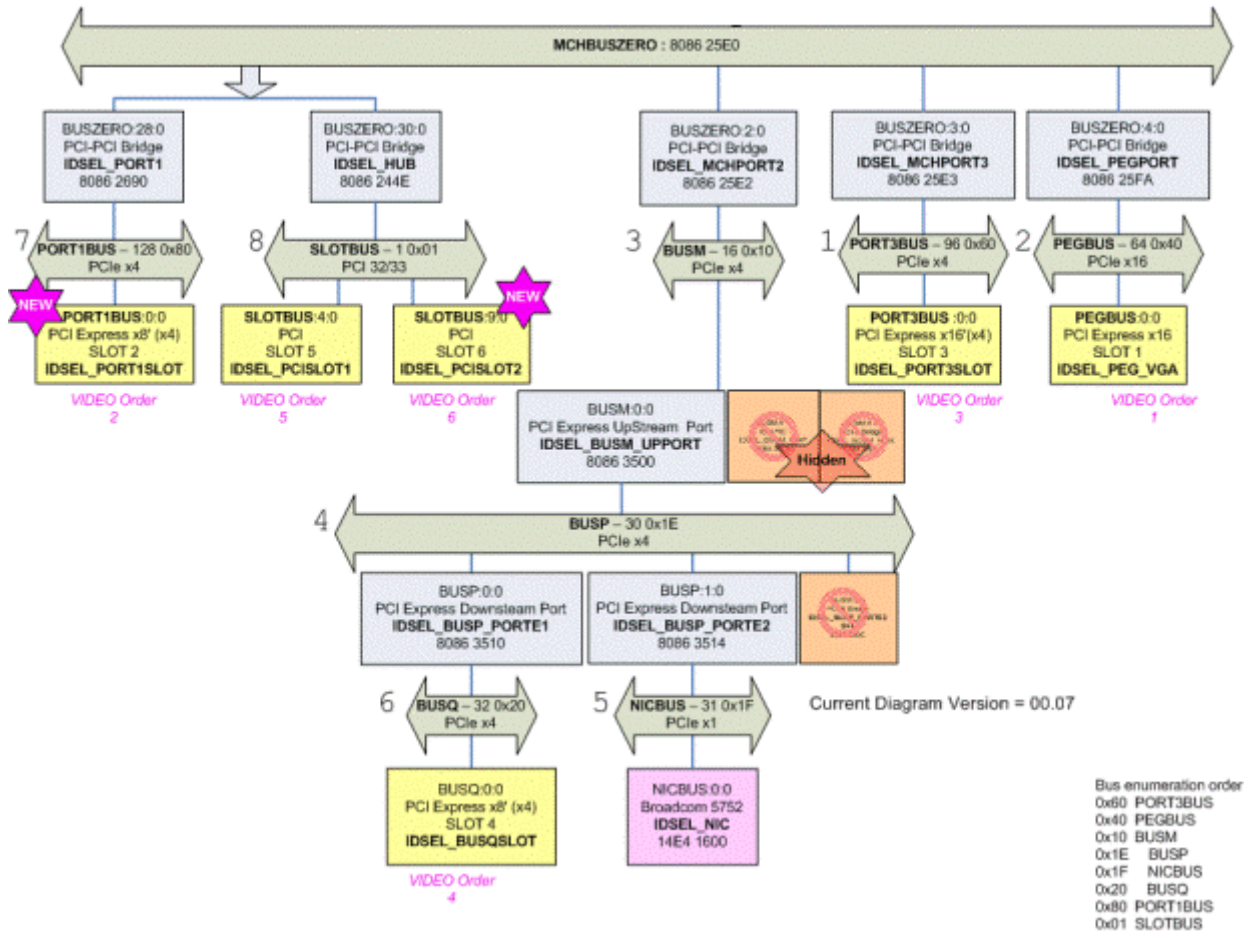 MCHBUSZERO : 8086 25E0
BUSZERO:28:0
PCI-PCI Bridge
IDSEL_PORT1
8086 2690
BUSZERO:30:0
PCI-PCI Bridge
IDSEL_HUB
8086 244E
BUSZERO:2:0
PCI-PCI Bridge
IDSEL_MCHPORT2
8086 25E2
BUSZERO:3:0
PCI-PCI Bridge
IDSEL_MCHPORT3
8086 25E3
BUSZERO:4:0
PCI-PCI Bridge
IDSEL_PEGPORT
8086 25FA
7
PORT1BUS – 128 0x80
PCIe x4
8
SLOTBUS – 1 0x01
PCI 32/33
3
BUSM – 16 0x10
PCIe x4
1
PORT3BUS – 96 0x60
PCIe x4
2
PEGBUS – 64 0x40
PCIe x16
NEW
PORT1BUS:0:0
PCI Express x8' (x4)
SLOT 2
IDSEL_PORT1SLOT
VIDEO Order
2
SLOTBUS:4:0
PCI
SLOT 5
IDSEL_PCISLOT1
VIDEO Order
5
NEW
SLOTBUS:9:0
PCI
SLOT 6
IDSEL_PCISLOT2
VIDEO Order
6
PORT3BUS :0:0
PCI Express x16'(x4)
SLOT 3
IDSEL_PORT3SLOT
VIDEO Order
3
PEGBUS:0:0
PCI Express x16
SLOT 1
IDSEL_PEG_VGA
VIDEO Order
1
BUSM:0:0
PCI Express UpStream Port
IDSEL_BUSM_UPPORT
8086 3500
Hidden
4
BUSP – 30 0x1E
PCIe x4
BUSP:0:0
PCI Express Downsteam Port
IDSEL_BUSP_PORTE1
8086 3510
BUSP:1:0
PCI Express Downsteam Port
IDSEL_BUSP_PORTE2
8086 3514
6
BUSQ – 32 0x20
PCIe x4
5
NICBUS – 31 0x1F
PCIe x1
Current Diagram Version = 00.07
BUSQ:0:0
PCI Express x8' (x4)
SLOT 4
IDSEL_BUSQSLOT
VIDEO Order
4
NICBUS:0:0
Broadcom 5752
IDSEL_NIC
14E4 1600
Bus enumeration order
0x60 PORT3BUS
0x40 PEGBUS
0x10 BUSM
0x1E BUSP
0x1F NICBUS
0x20 BUSQ
0x80 PORT1BUS
0x01 SLOTBUS